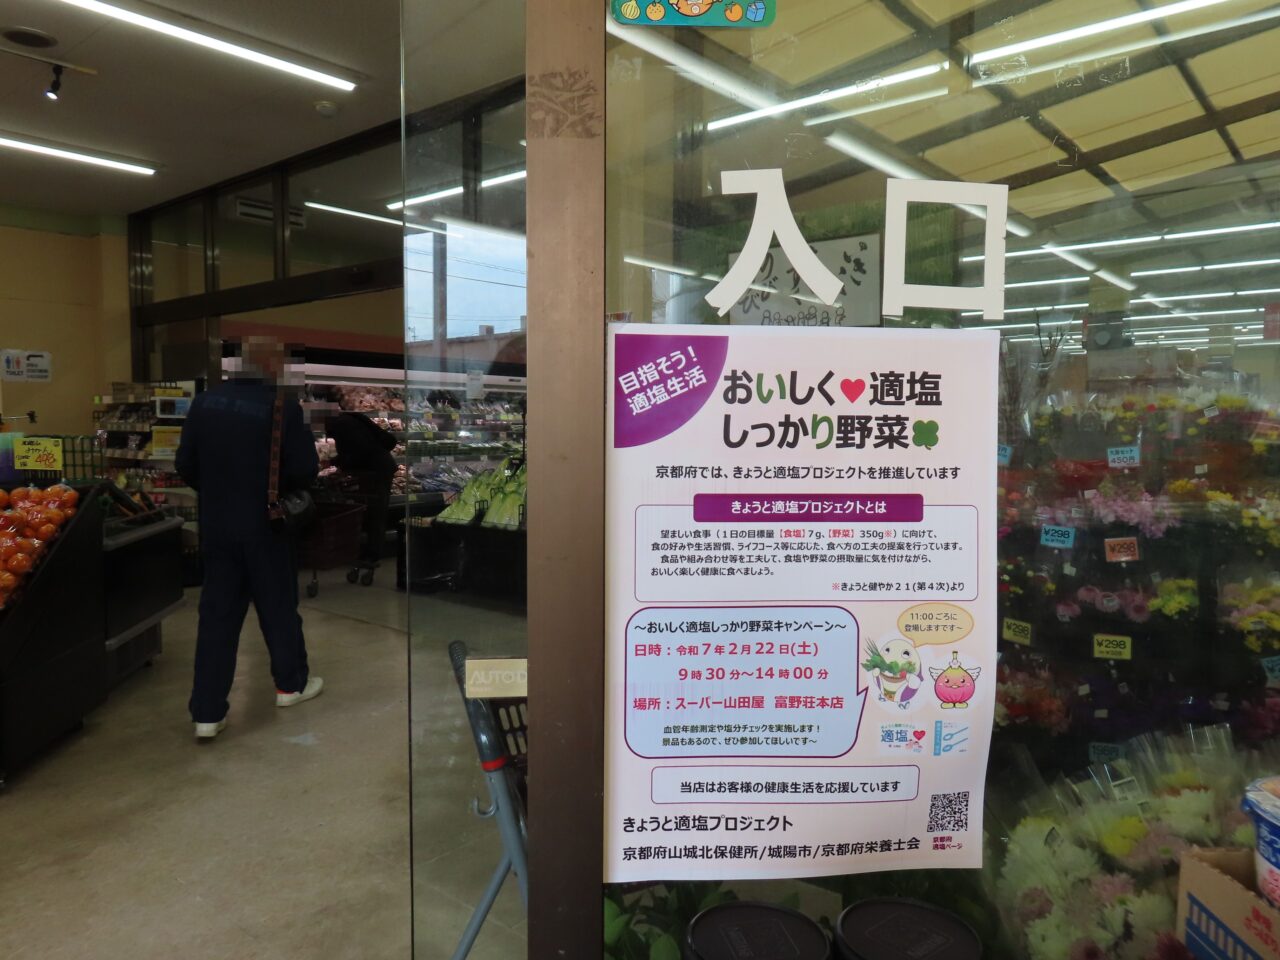 入口
目指そう！
適塩生活
おいしく♥適塩
しっかり野菜🍀
京都府では、きょうと適塩プロジェクトを推進しています
きょうと適塩プロジェクトとは
望ましい食事（１日の目標量【食塩】7g、【野菜】350g※）に向けて、
食の好みや生活習慣、ライフコース等に応じた、食べ方の工夫の提案を行っています。
食品や組み合わせ等を工夫して、食塩や野菜の摂取量に気を付けながら、
おいしく楽しく健康に食べましょう。
※きょうと健やか２１(第４次)より
～おいしく適塩しっかり野菜キャンペーン～
日時：令和７年２月２２日(土)
９時３０分～14時００分
場所：スーパー山田屋　富野荘本店
血管年齢測定や塩分チェックを実施します！
景品もあるので、ぜひ参加してほしいです～
11:00ごろに
登場しますです～
適塩
当店はお客様の健康生活を応援しています
きょうと適塩プロジェクト
京都府山城北保健所/城陽市/京都府栄養士会
京都府
適塩ページ
AUTOD
TOILET
450円
¥298
¥298
¥298
¥298
198円